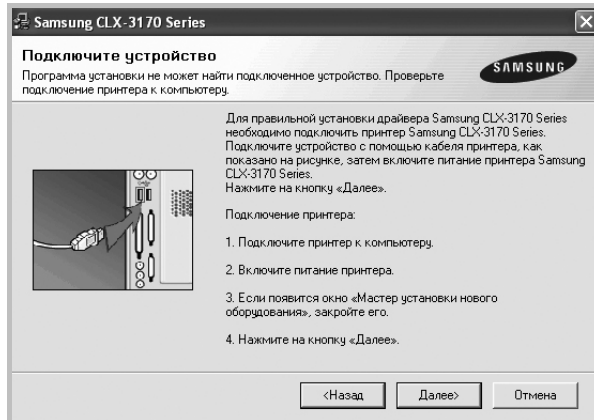 Samsung CLX-3170 Series
Подключите устройство
Программа установки не может найти подключенное устройство. Проверьте
подключение принтера к компьютеру.
SAMSUNG
Для правильной установки драйвера Samsung CLX-3170 Series
необходимо подключить принтер Samsung CLX-3170 Series.
Подключите устройство с помощью кабеля принтера, как
показано на рисунке, затем включите питание принтера Samsung
CLX-3170 Series.
Нажмите на кнопку «Далее».
Подключение принтера:
1. Подключите принтер к компьютеру.
2. Включите питание принтера.
3. Если появится окно «Мастер установки нового
оборудования», закройте его.
4. Нажмите на кнопку «Далее».
<Назад
Далее>
Отмена